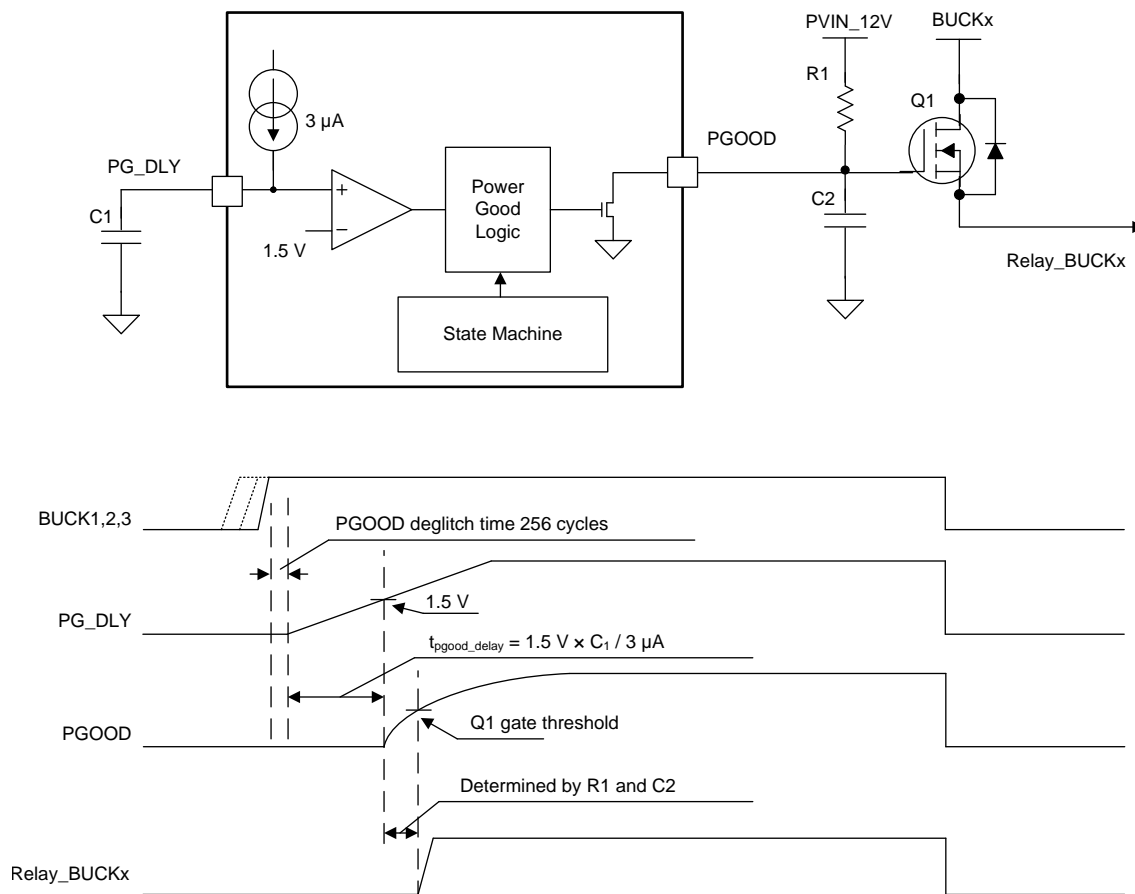 PVIN_12V
BUCKx
R1
Q1
3 µA
PG_DLY
PGOOD
+
Power
Good
Logic
C1
C2
1.5 V
−
Relay_BUCKx
State Machine
BUCK1,2,3
PGOOD deglitch time 256 cycles
1.5 V
PG_DLY
tpgood_delay = 1.5 V × C1 / 3 µA
Q1 gate threshold
PGOOD
Determined by R1 and C2
Relay_BUCKx